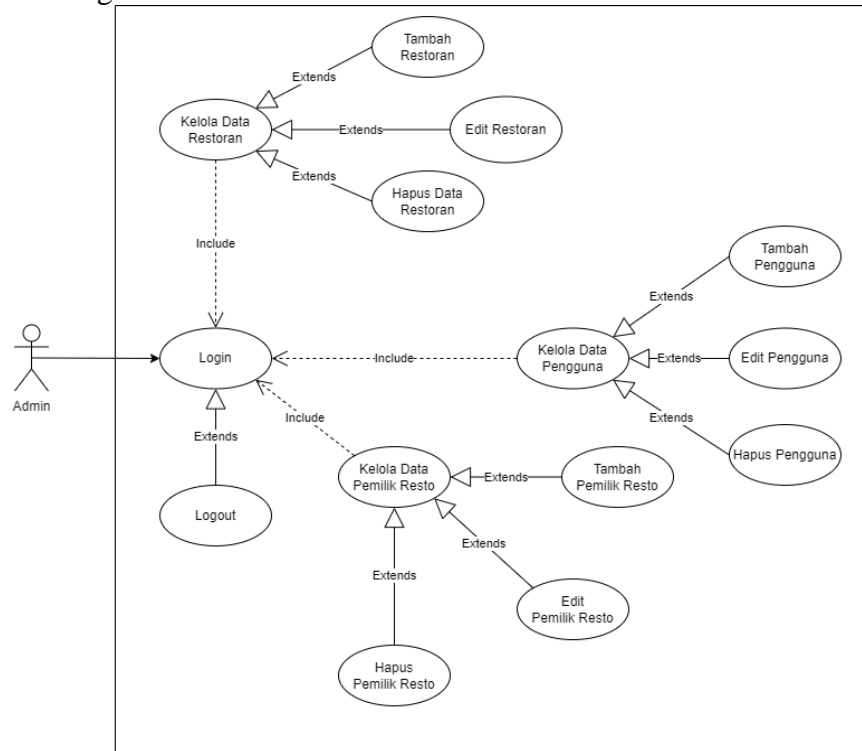 Tambah
Restoran
Extends
Kelola Data
Restoran
Extends
Edit Restoran
Extends
Hapus Data
Restoran
Include
Tambah
Pengguna
Extends
Login
Include
Kelola Data
Pengguna
Extends
Edit Pengguna
Admin
Extends
Hapus Pengguna
Include
Extends
Kelola Data
Pemilik Resto
Extends
Tambah
Pemilik Resto
Logout
Extends
Extends
Edit
Pemilik Resto
Hapus
Pemilik Resto